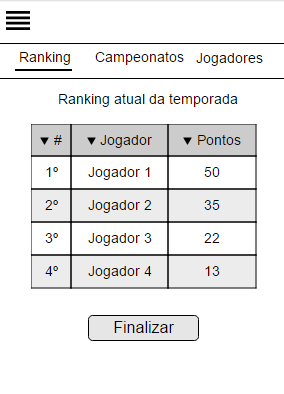 Ranking Campeonatos Jogadores
Ranking atual da temporada
▼ # ▼ Jogador ▼ Pontos
1º Jogador 1 50
2º Jogador 2 35
3º Jogador 3 22
4º Jogador 4 13
Finalizar